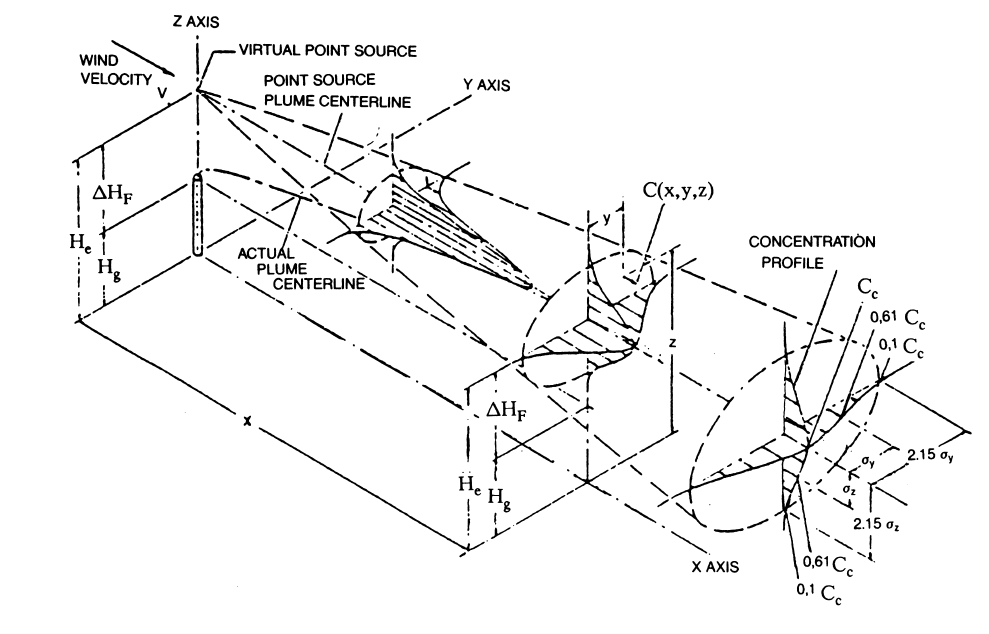 Z AXIS
VIRTUAL POINT SOURCE
WIND
VELOCITY
V
POINT SOURCE
PLUME CENTERLINE
Y AXIS
ΔH_F
H_e
H_g
ACTUAL
PLUME
CENTERLINE
y
C(x,y,z)
CONCENTRATION
PROFILE
C_c
0,61 C_c
0,1 C_c
z
x
ΔH_F
H_e
H_g
σ_y
2.15 σ_y
σ_z
2.15 σ_z
X AXIS
0,61 C_c
0,1 C_c